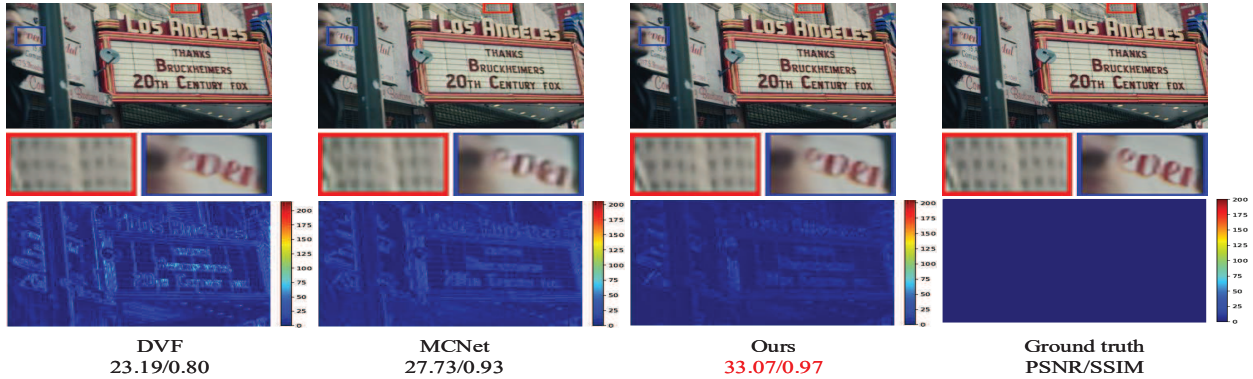 LOS ANGELES
THANKS
BRUCKHEIMERS
20TH CENTURY FOX
LOS ANGELES
THANKS
BRUCKHEIMERS
20TH CENTURY FOX
LOS ANGELES
THANKS
BRUCKHEIMERS
20TH CENTURY FOX
LOS ANGELES
THANKS
BRUCKHEIMERS
20TH CENTURY FOX
200
175
150
125
100
75
50
25
0
200
175
150
125
100
75
50
25
0
200
175
150
125
100
75
50
25
0
200
175
150
125
100
75
50
25
0
DVF
23.19/0.80
MCNet
27.73/0.93
Ours
33.07/0.97
Ground truth
PSNR/SSIM